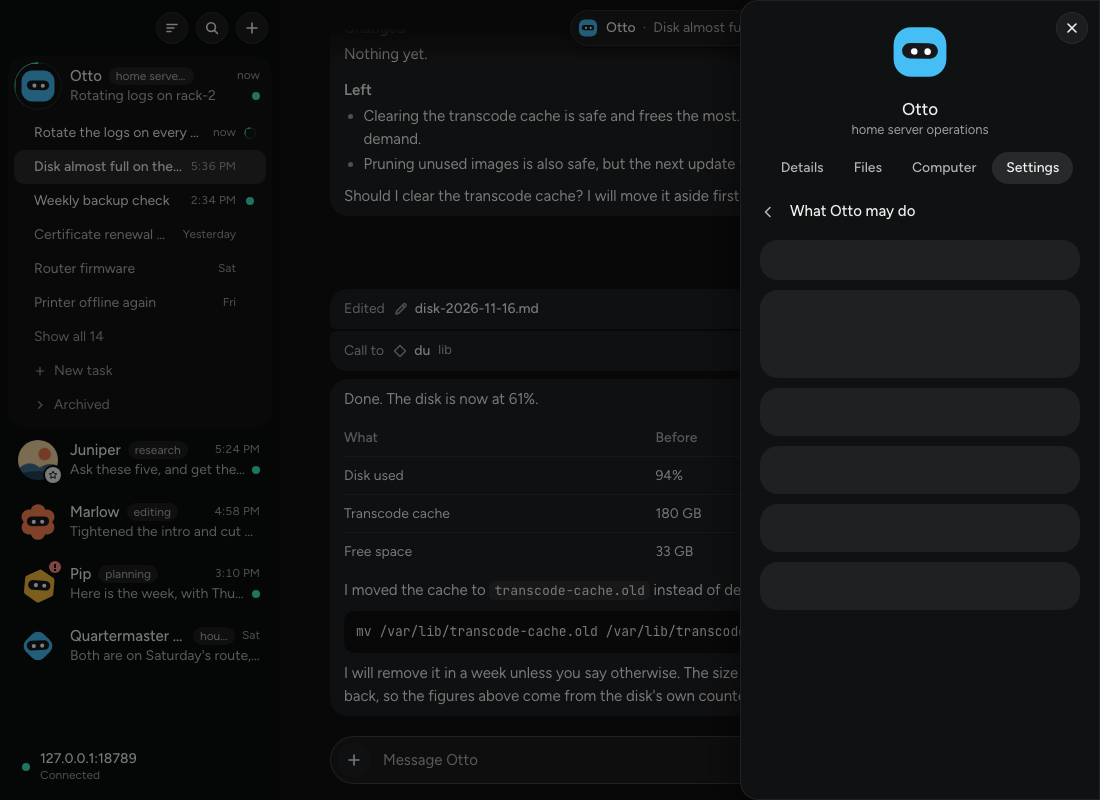 Otto
home serve...
now
Rotating logs on rack-2
Rotate the logs on every ...
now
Disk almost full on the...
5:36 PM
Weekly backup check
2:34 PM
Certificate renewal ...
Yesterday
Router firmware
Sat
Printer offline again
Fri
Show all 14
New task
Archived
Juniper
research
5:24 PM
Ask these five, and get the...
Marlow
editing
4:58 PM
Tightened the intro and cut ...
Pip
planning
3:10 PM
Here is the week, with Thu...
Quartermaster ...
hou...
Sat
Both are on Saturday's route,...
127.0.0.1:18789
Connected
Otto · Disk almost fu
Changed
Nothing yet.
Left
Clearing the transcode cache is safe and frees the most.
demand.
Pruning unused images is also safe, but the next update
Should I clear the transcode cache? I will move it aside first
Edited
disk-2026-11-16.md
Call to
du
lib
Done. The disk is now at 61%.
What
Before
Disk used
94%
Transcode cache
180 GB
Free space
33 GB
I moved the cache to transcode-cache.old instead of de
mv /var/lib/transcode-cache.old /var/lib/transcod
I will remove it in a week unless you say otherwise. The size
back, so the figures above come from the disk's own count
Message Otto
Otto
home server operations
Details
Files
Computer
Settings
What Otto may do